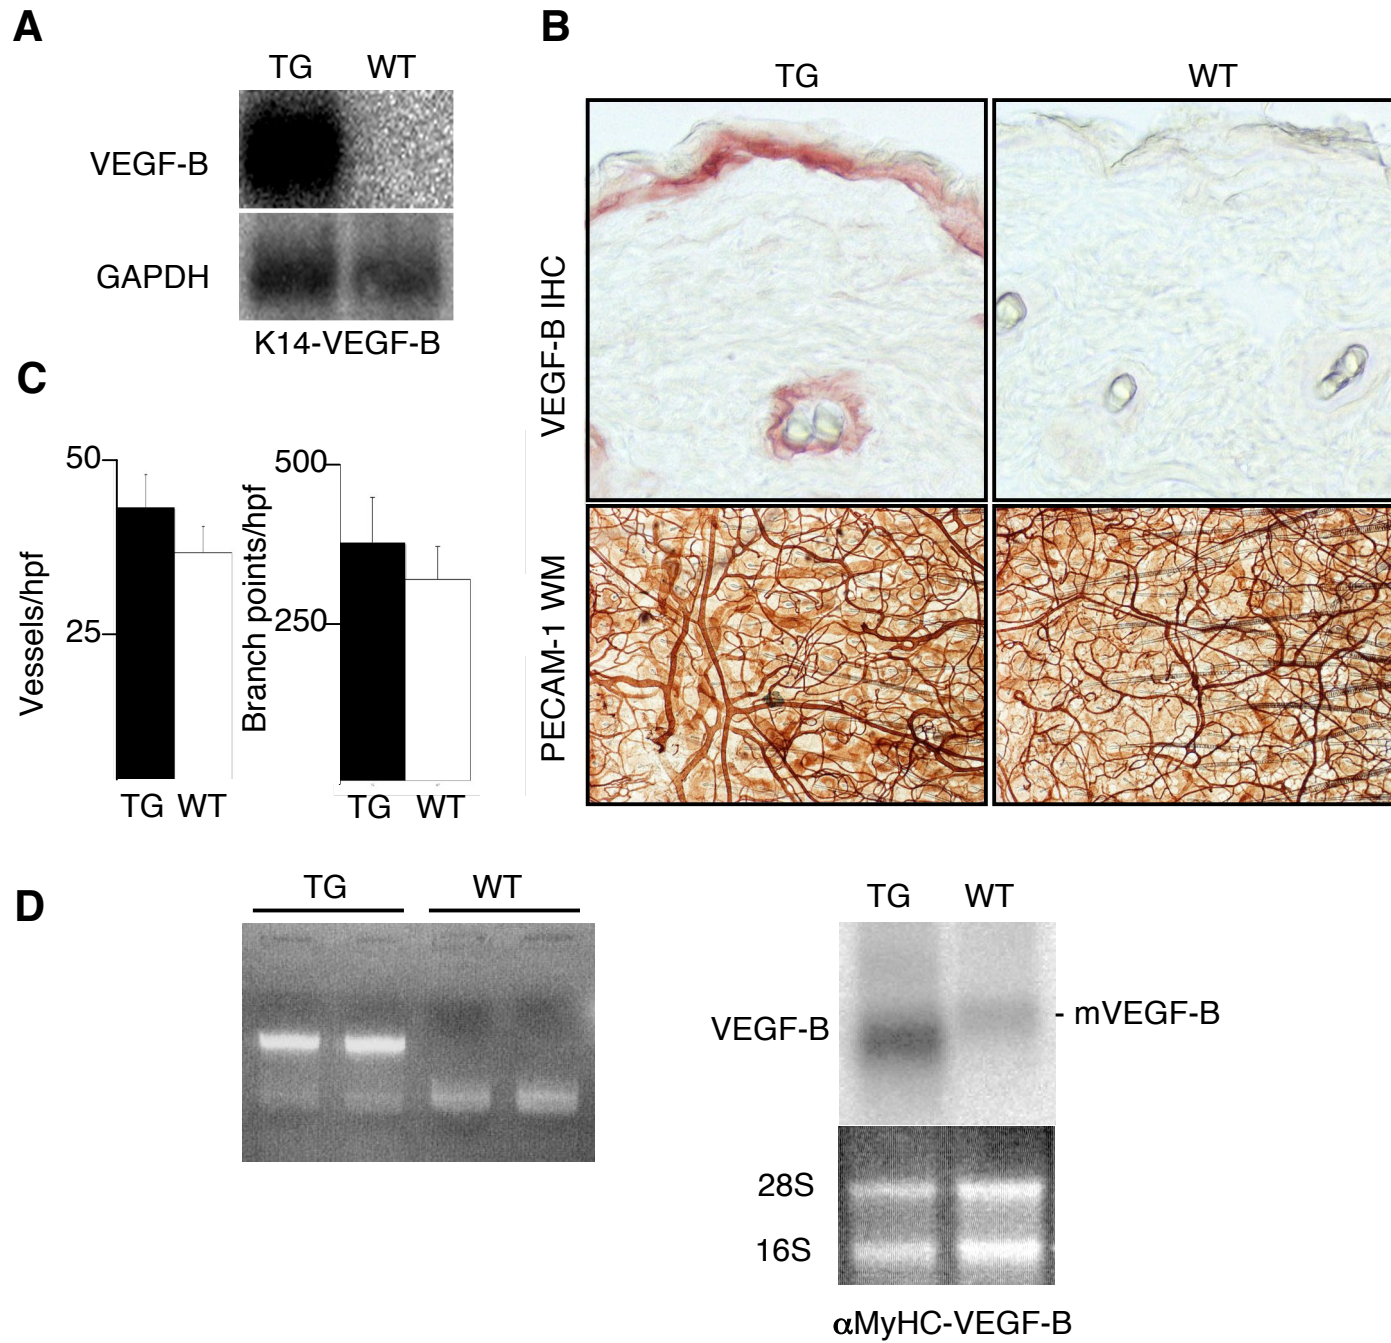 A
TG WT
VEGF-B
GAPDH
K14-VEGF-B
B
TG WT
VEGF-B IHC
PECAM-1 WM
C
50
25
Vessels/hpf
TG WT
500
250
Branch points/hpf
TG WT
D
TG WT
TG WT
VEGF-B
- mVEGF-B
28S
16S
αMyHC-VEGF-B